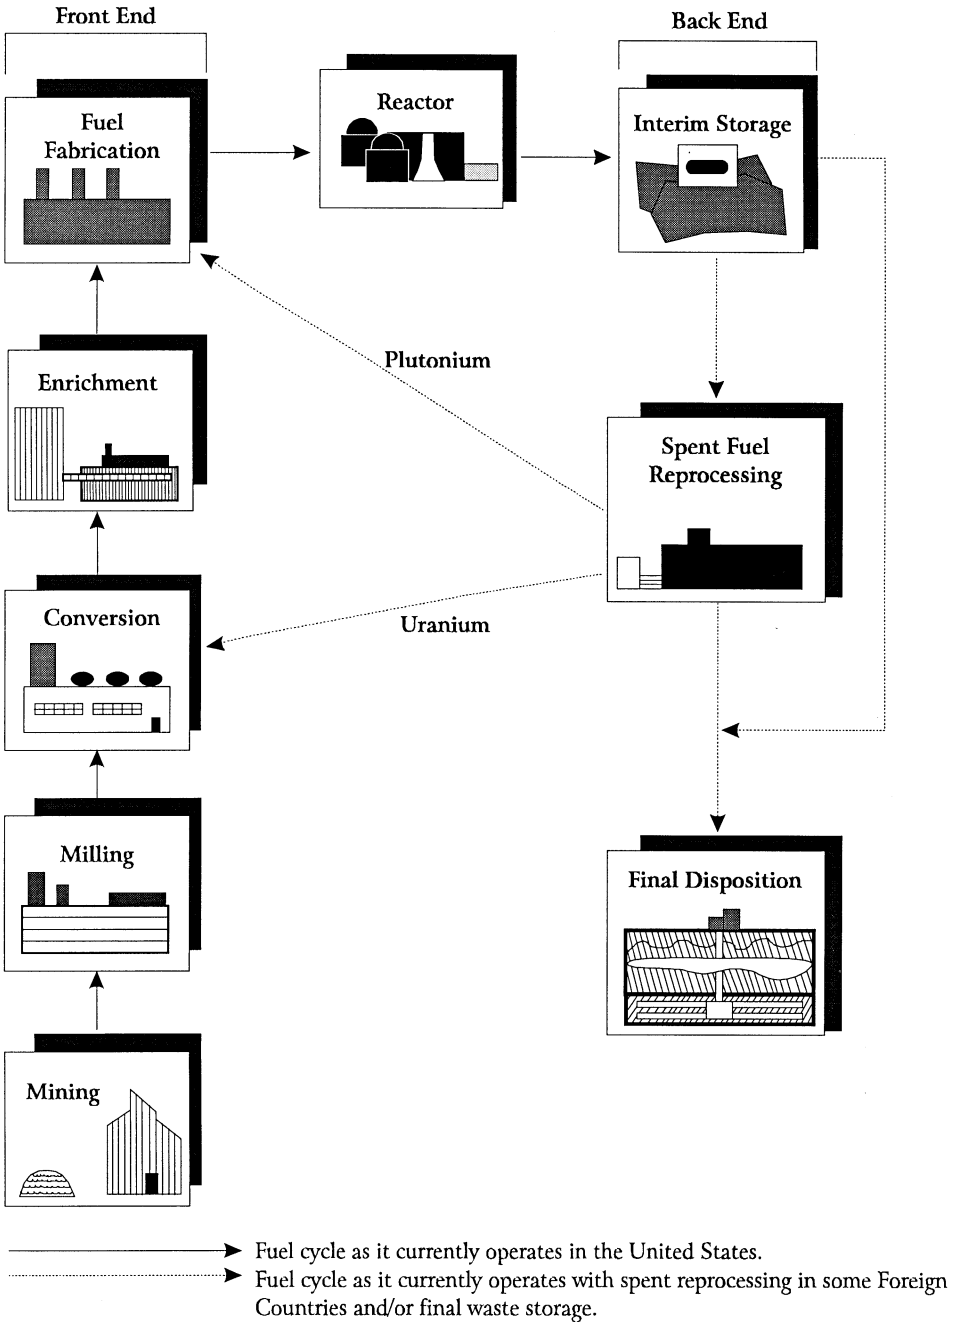 Front End
Back End
Fuel
Fabrication
Reactor
Interim Storage
Plutonium
Enrichment
Spent Fuel
Reprocessing
Conversion
Uranium
Milling
Final Disposition
Mining
Fuel cycle as it currently operates in the United States.
Fuel cycle as it currently operates with spent reprocessing in some Foreign
Countries and/or final waste storage.